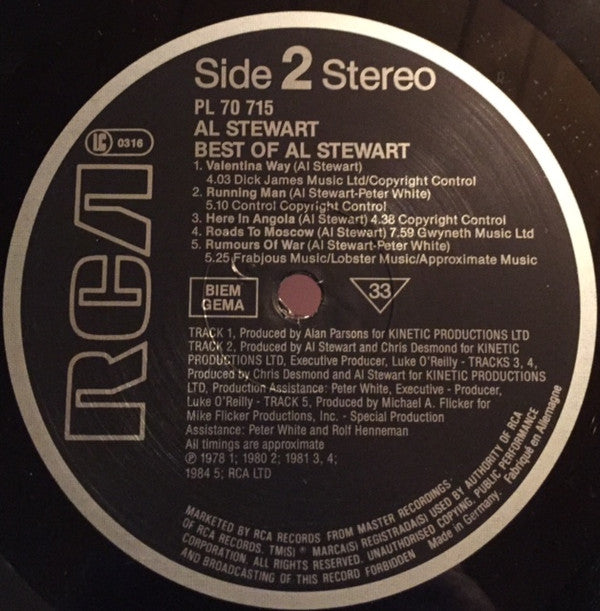 Side 2 Stereo
PL 70 715
AL STEWART
BEST OF AL STEWART
1. Valentina Way (Al Stewart)
4.03 Dick James Music Ltd/Copyright Control
2. Running Man (Al Stewart-Peter White)
5.10 Control Copyright Control
3. Here In Angola (Al Stewart) 4.38 Copyright Control
4. Roads To Moscow (Al Stewart) 7.59 Gwyneth Music Ltd
5. Rumours Of War (Al Stewart-Peter White)
5.25 Frabjous Music/Lobster Music/Approximate Music
LC 0316
RCA
BIEM
GEMA
33
TRACK 1, Produced by Alan Parsons for KINETIC PRODUCTIONS LTD
TRACK 2, Produced by Al Stewart and Chris Desmond for KINETIC
PRODUCTIONS LTD. Executive Producer, Luke O'Reilly - TRACKS 3, 4,
Produced by Chris Desmond and Al Stewart for KINETIC PRODUCTIONS
LTD, Production Assistance: Peter White, Executive - Producer,
Luke O'Reilly - TRACK 5, Produced by Michael A. Flicker for
Mike Flicker Productions, Inc. - Special Production
Assistance: Peter White and Rolf Henneman
All timings are approximate
℗ 1978 1; 1980 2; 1981 3, 4;
1984 5; RCA LTD
MARKETED BY RCA RECORDS FROM MASTER RECORDINGS'
OF RCA RECORDS. TM(S) ® MARCA(S) REGISTRADA(S) USED BY AUTHORITY OF RCA
CORPORATION. ALL RIGHTS RESERVED. UNAUTHORISED COPYING, PUBLIC PERFORMANCE
AND BROADCASTING OF THIS RECORD FORBIDDEN
Made in Germany. Fabriqué en Allemagne